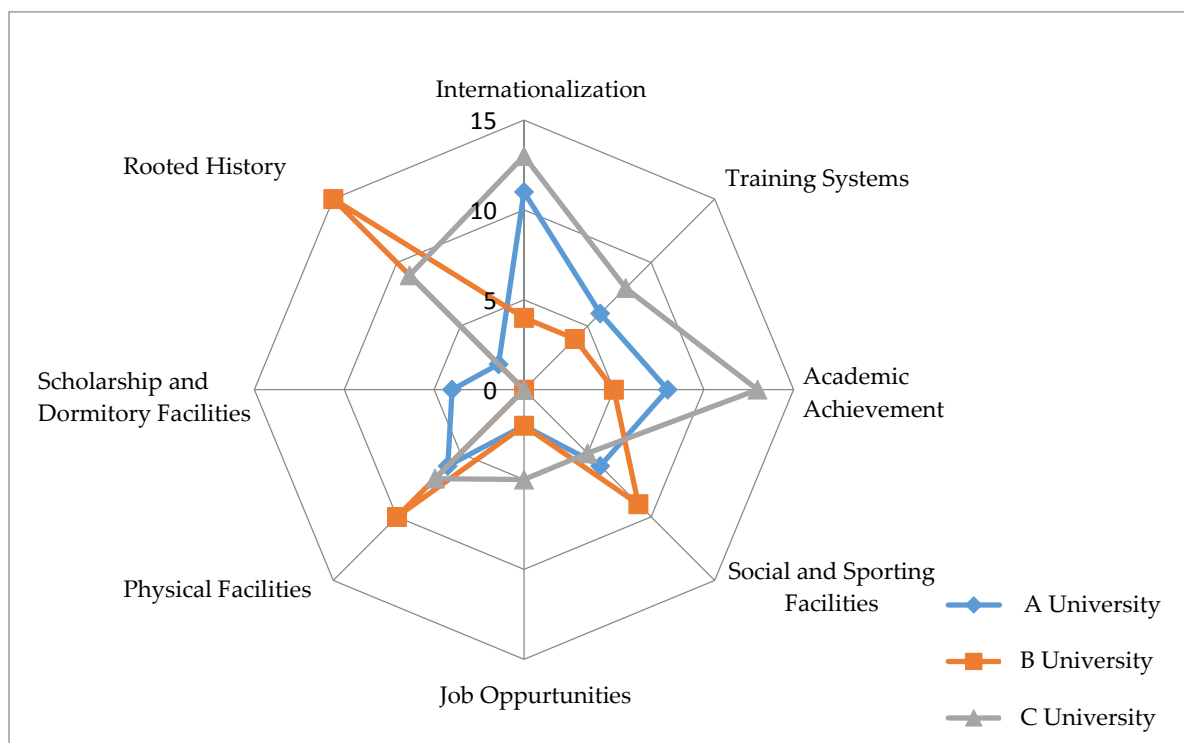 Internationalization
15
Rooted History
Training Systems
10
5
Scholarship and
Dormitory Facilities
0
Academic
Achievement
Physical Facilities
Social and Sporting
Facilities
Job Oppurtunities
A University
B University
C University